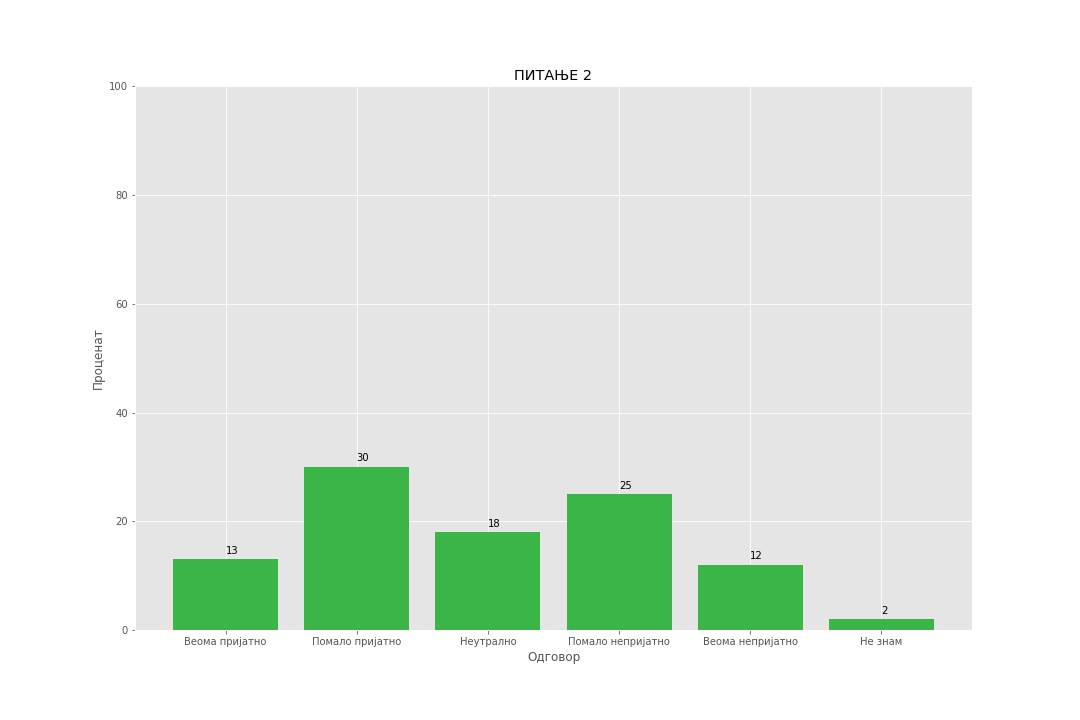 ПИТАЊЕ 2
100
80
60
40
20
0
Проценат
13
30
18
25
12
2
Веома пријатно
Помало пријатно
Неутрално
Помало непријатно
Веома непријатно
Не знам
Одговор